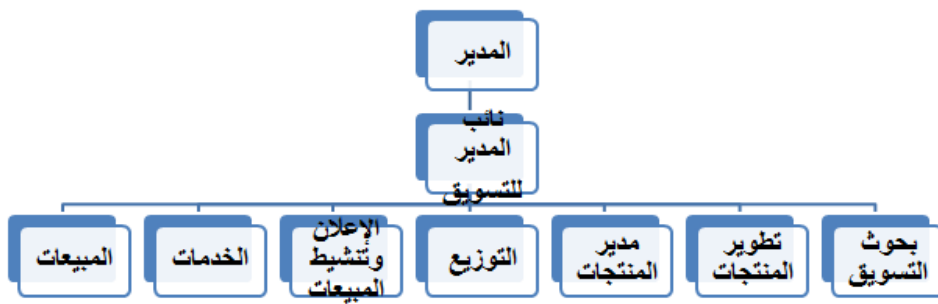 المدير
نائب
المدير
للتسويق
بحوث
التسويق
تطوير
المنتجات
مدير
المنتجات
التوزيع
الإعلان
وتنشيط
المبيعات
الخدمات
المبيعات